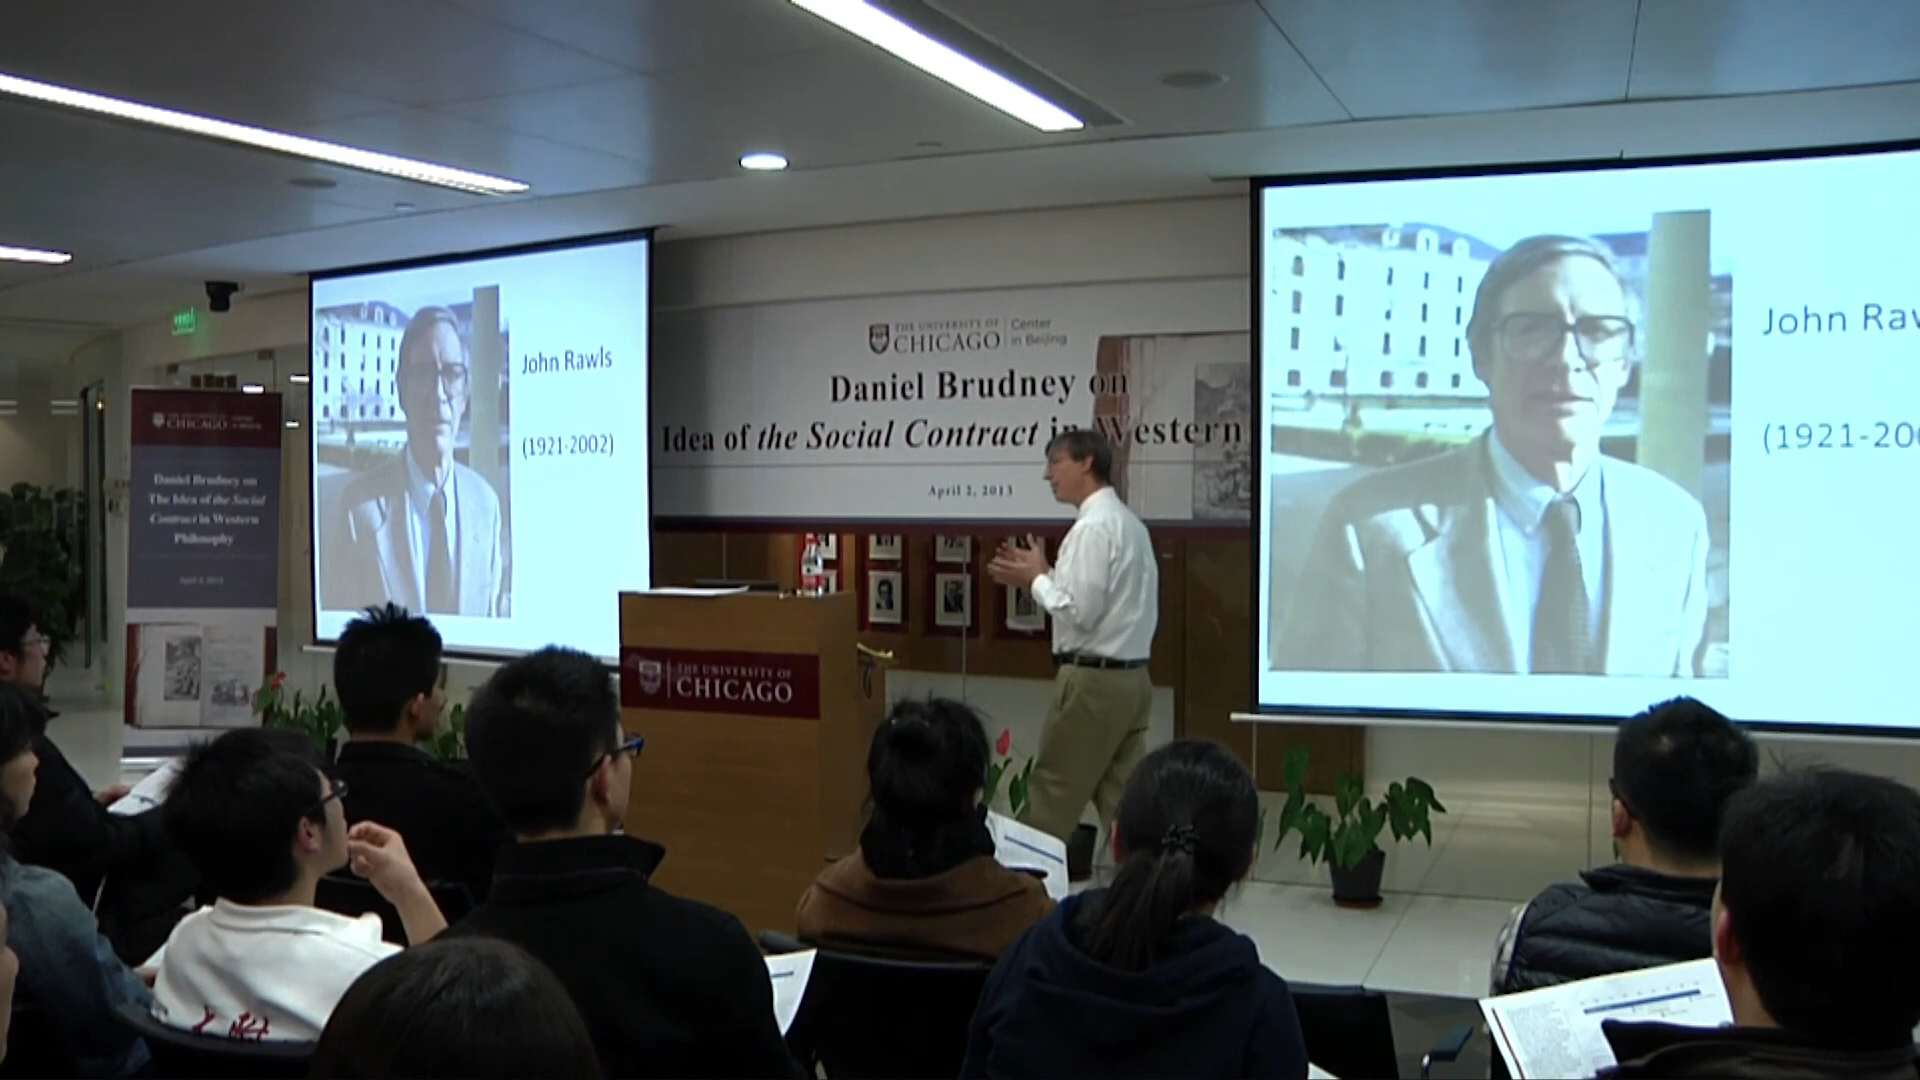 THE UNIVERSITY OF
CHICAGO
Center
in Beijing
Daniel Brudney on
The Idea of the Social
Contract in Western
Philosophy
John Rawls
(1921-2002)
THE UNIVERSITY OF
CHICAGO
Center
in Beijing
Daniel Brudney on
Idea of the Social Contract in Western
April 2, 2013
THE UNIVERSITY OF
CHICAGO
John Raw
(1921-200